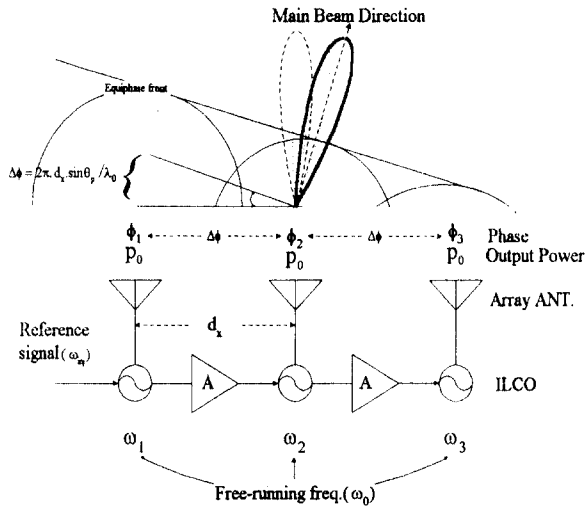 Main Beam Direction
Equiphase front
Δϕ = 2π. dₓ.sinθₚ/λ₀
ϕ₁ Δϕ ϕ₂ Δϕ ϕ₃ Phase
P₀ P₀ P₀ Output Power
Array ANT.
dₓ
Reference
signal(ω
A A ILCO
ω₁ ω₂ ω₃
Free-running freq.(ω₀)